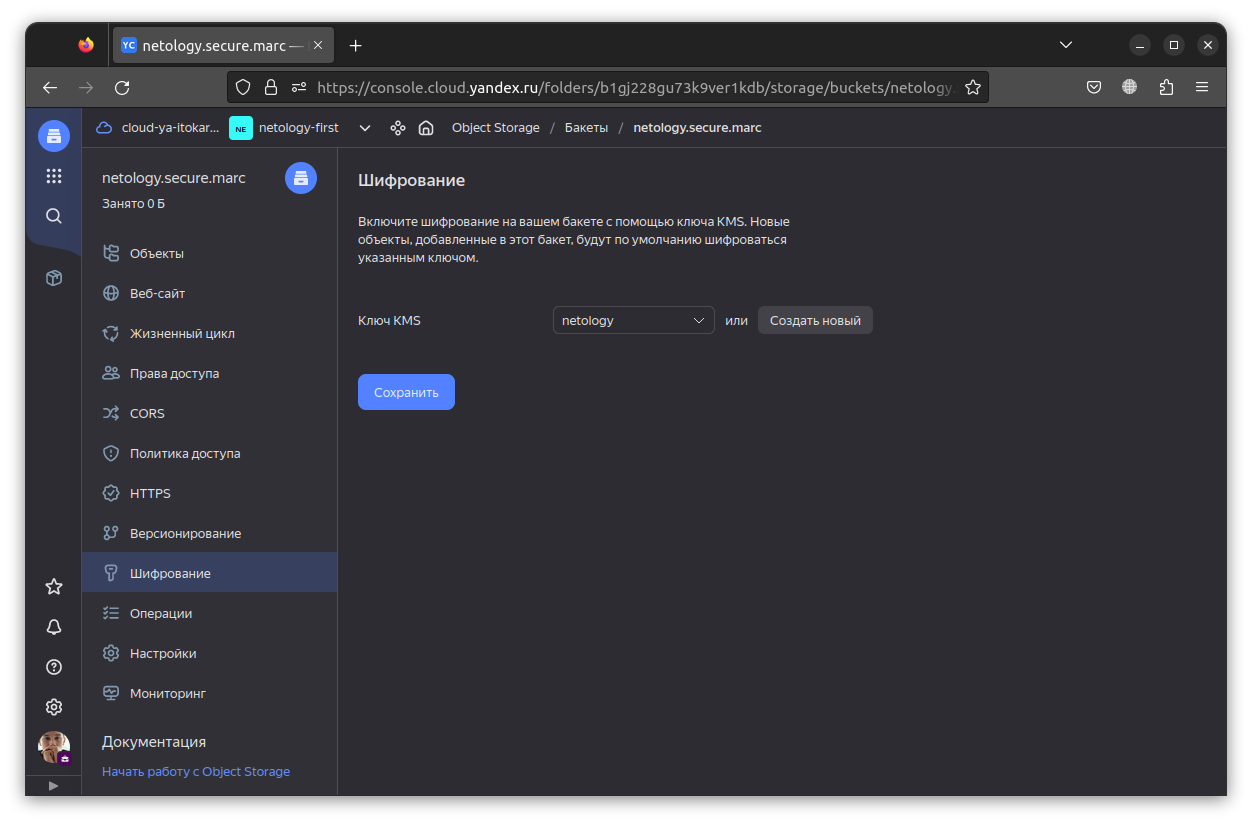 YC netology.secure.marc —
https://console.cloud.yandex.ru/folders/b1gj228gu73k9ver1kdb/storage/buckets/netology.
cloud-ya-itokar... NE netology-first Object Storage / Бакеты / netology.secure.marc
netology.secure.marc
Занято 0 Б
Объекты
Веб-сайт
Жизненный цикл
Права доступа
CORS
Политика доступа
HTTPS
Версионирование
Шифрование
Операции
Настройки
Мониторинг
Документация
Начать работу с Object Storage
Шифрование
Включите шифрование на вашем бакете с помощью ключа KMS. Новые
объекты, добавленные в этот бакет, будут по умолчанию шифроваться
указанным ключом.
Ключ KMS netology или Создать новый
Сохранить